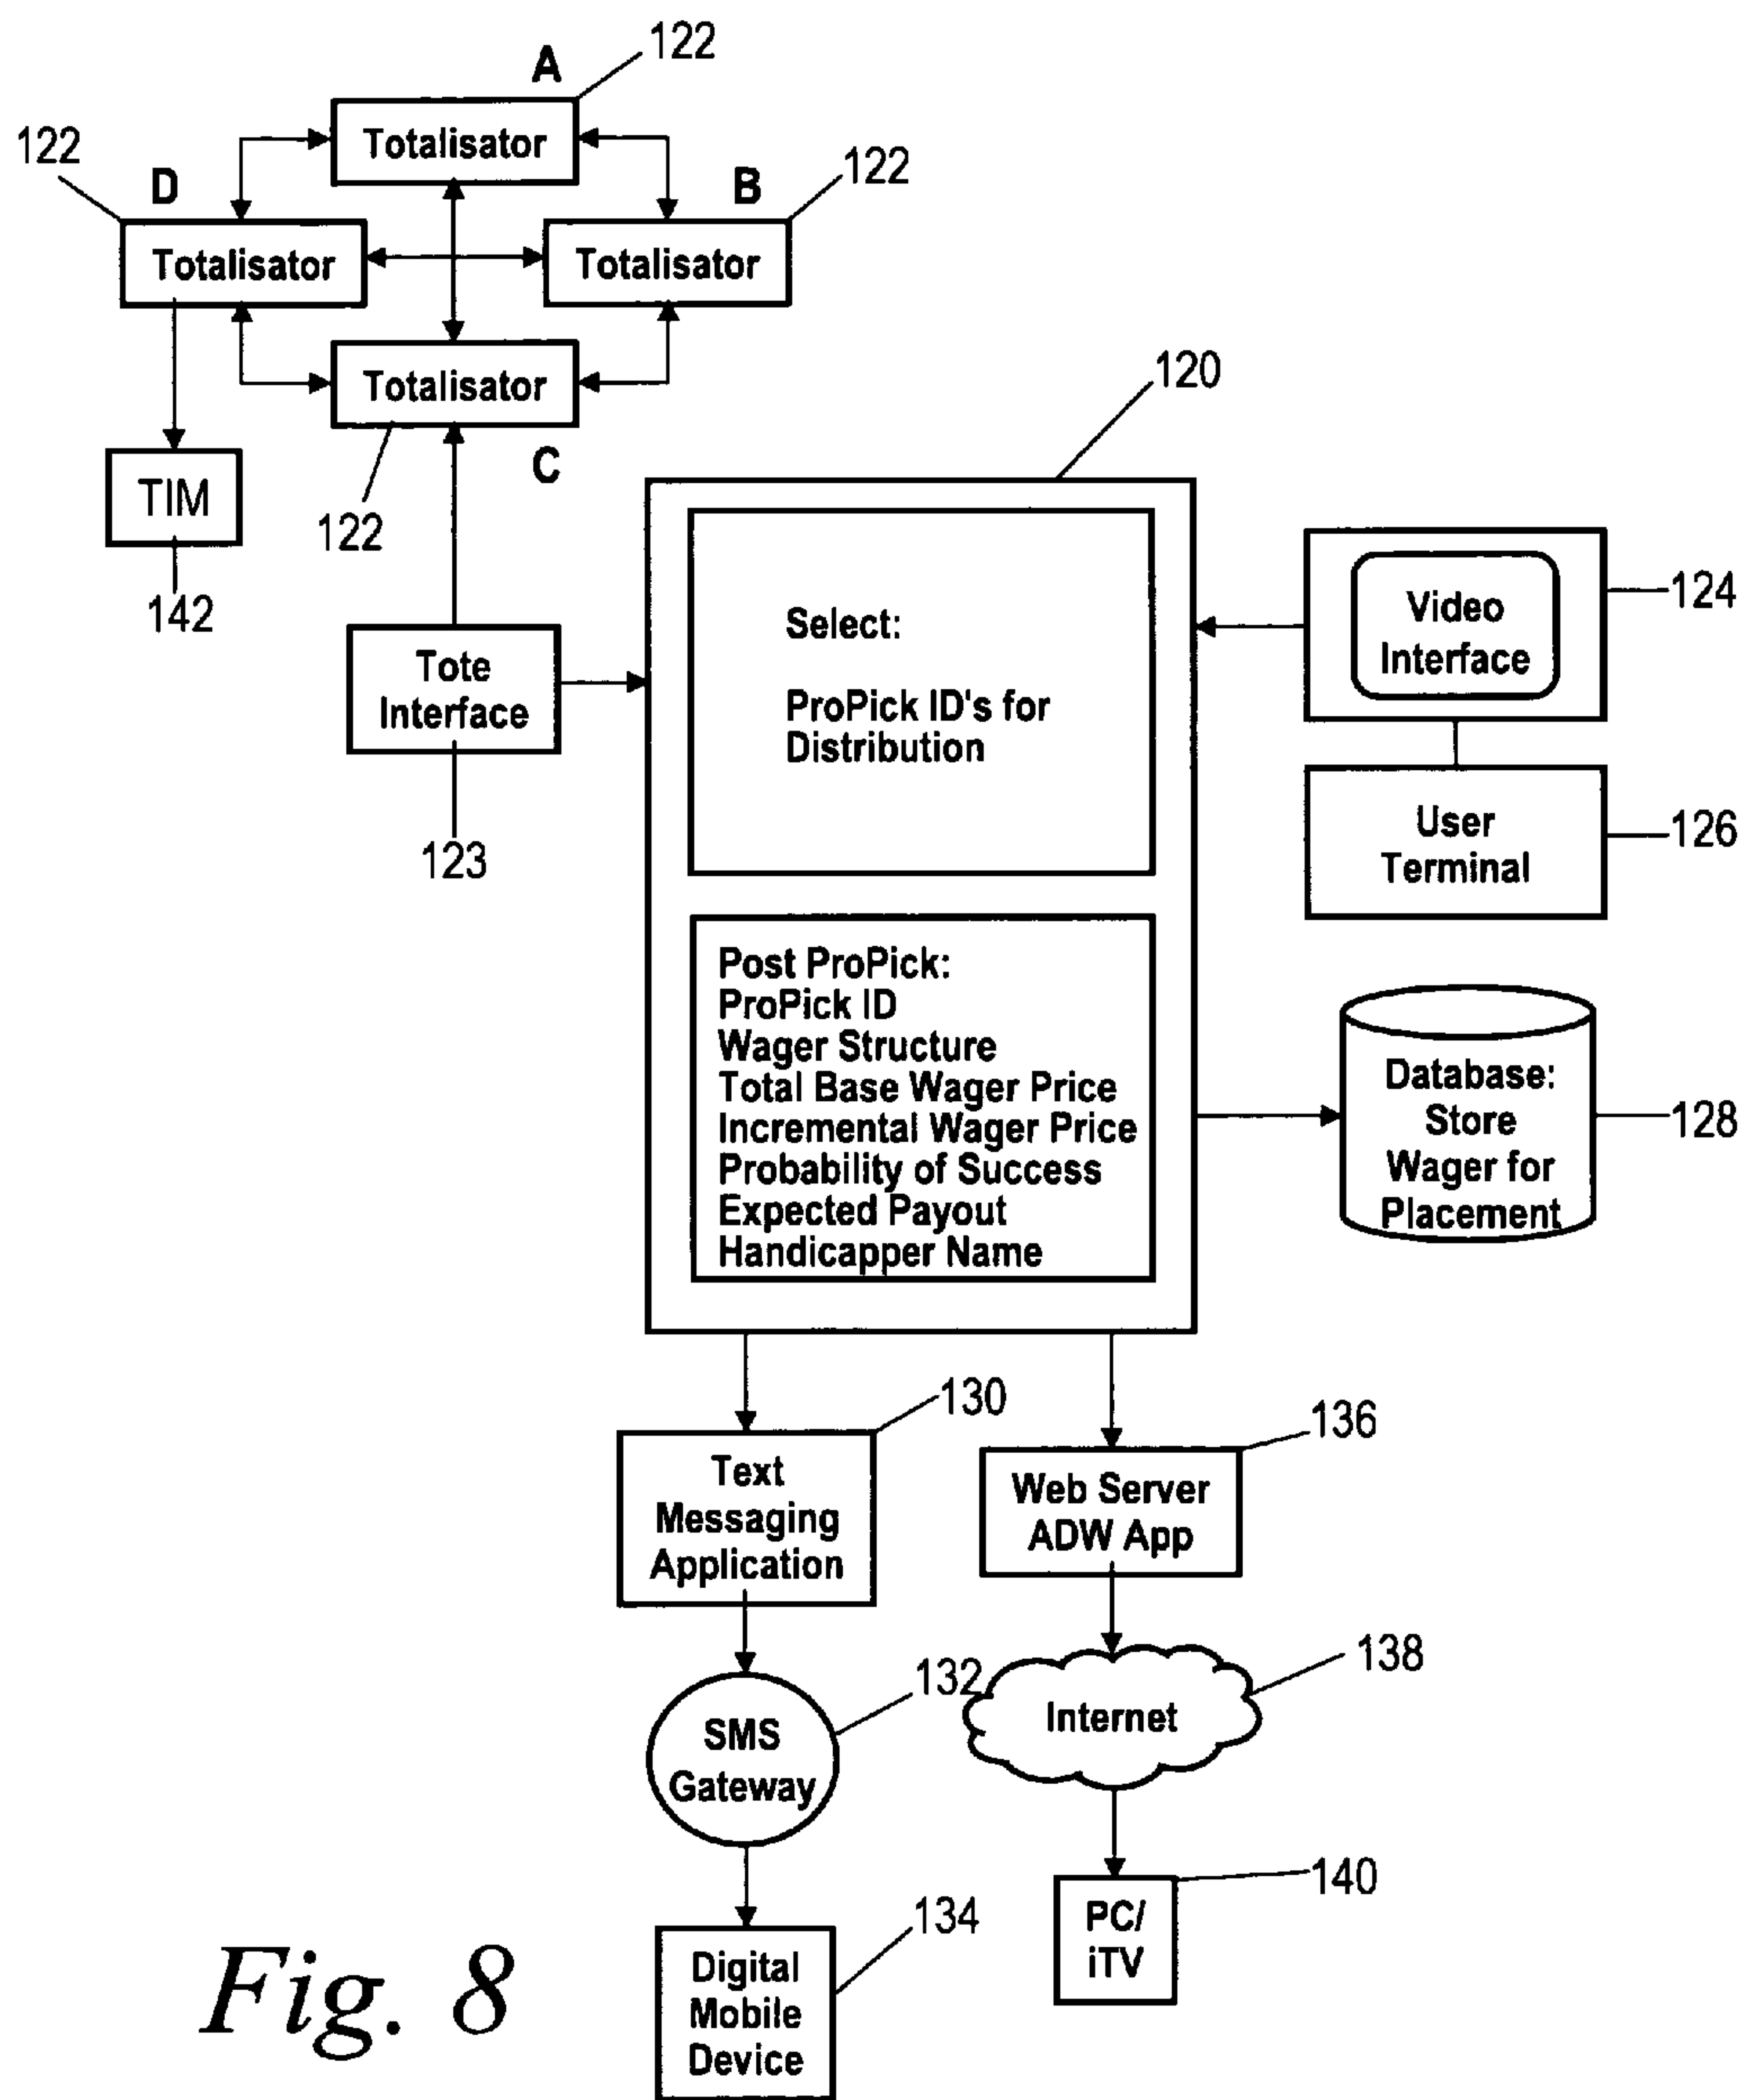 A
122
Totalisator
122
D
B
122
Totalisator
Totalisator
Totalisator
122
C
TIM
142
Tote
Interface
123
120
Select:
ProPick ID's for
Distribution
Video
Interface
124
User
Terminal
126
Post ProPick:
ProPick ID
Wager Structure
Total Base Wager Price
Incremental Wager Price
Probability of Success
Expected Payout
Handicapper Name
Database:
Store
Wager for
Placement
128
130
Text
Messaging
Application
136
Web Server
ADW App
132
SMS
Gateway
138
Internet
134
Digital
Mobile
Device
140
PC/
iTV
Fig. 8